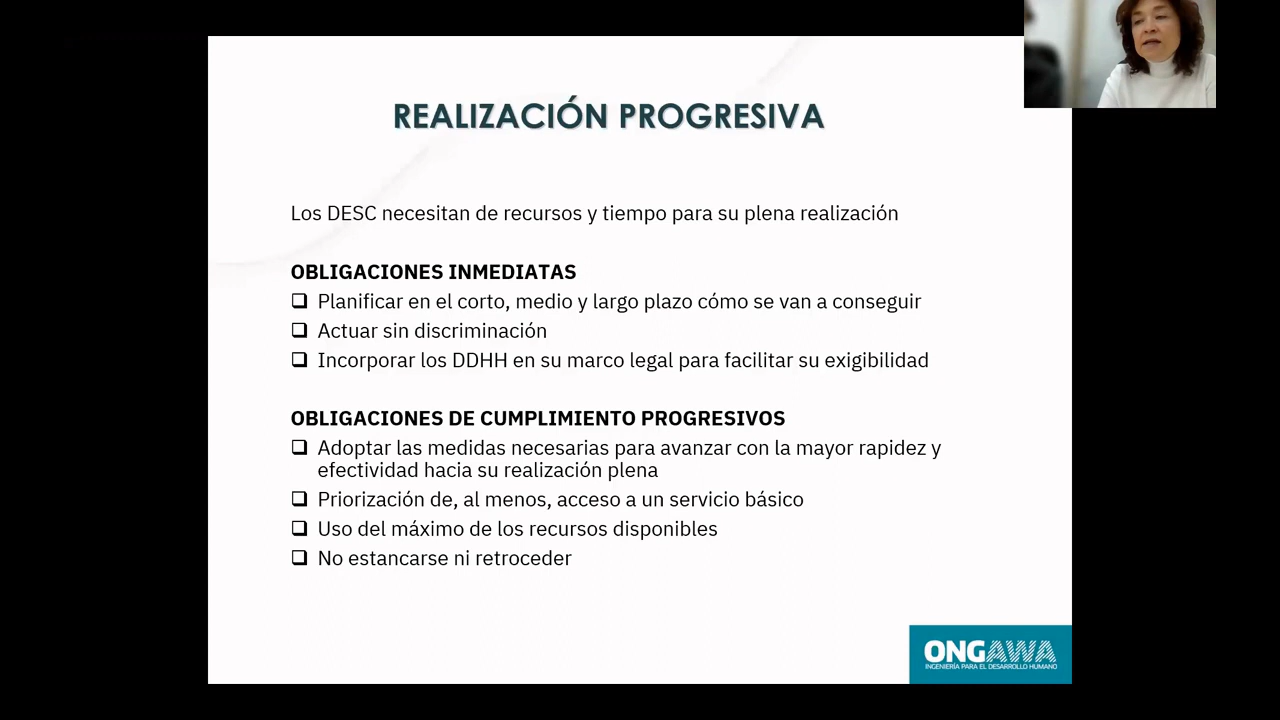 REALIZACIÓN PROGRESIVA
Los DESC necesitan de recursos y tiempo para su plena realización
OBLIGACIONES INMEDIATAS
Planificar en el corto, medio y largo plazo cómo se van a conseguir
Actuar sin discriminación
Incorporar los DDHH en su marco legal para facilitar su exigibilidad
OBLIGACIONES DE CUMPLIMIENTO PROGRESIVOS
Adoptar las medidas necesarias para avanzar con la mayor rapidez y
efectividad hacia su realización plena
Priorización de, al menos, acceso a un servicio básico
Uso del máximo de los recursos disponibles
No estancarse ni retroceder
ONGAWA
INGENIERÍA PARA EL DESARROLLO HUMANO